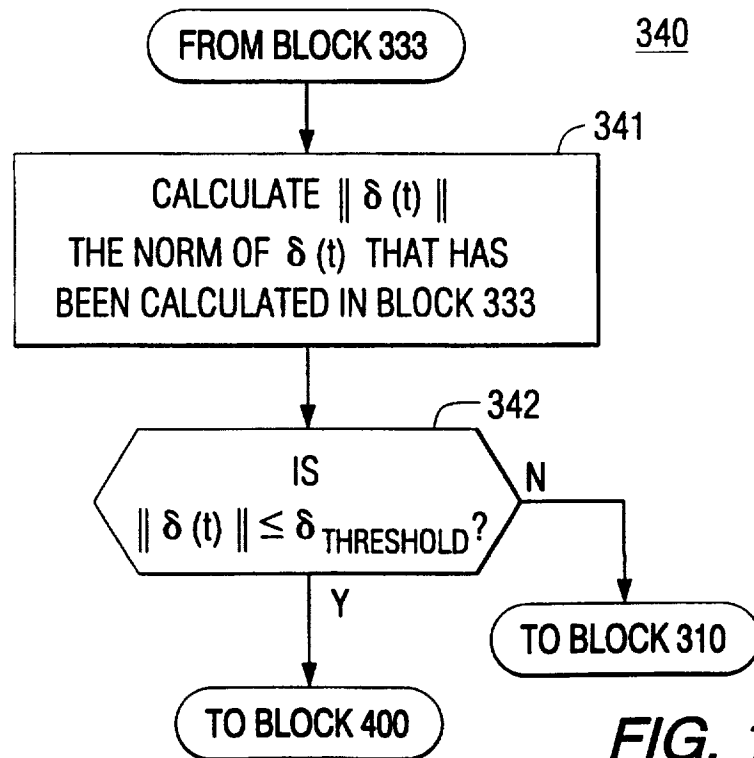 FROM BLOCK 333
340
341
CALCULATE || δ (t) ||
THE NORM OF δ (t) THAT HAS
BEEN CALCULATED IN BLOCK 333
342
IS
|| δ (t) || ≤ δ THRESHOLD?
N
Y
TO BLOCK 310
TO BLOCK 400
FIG.